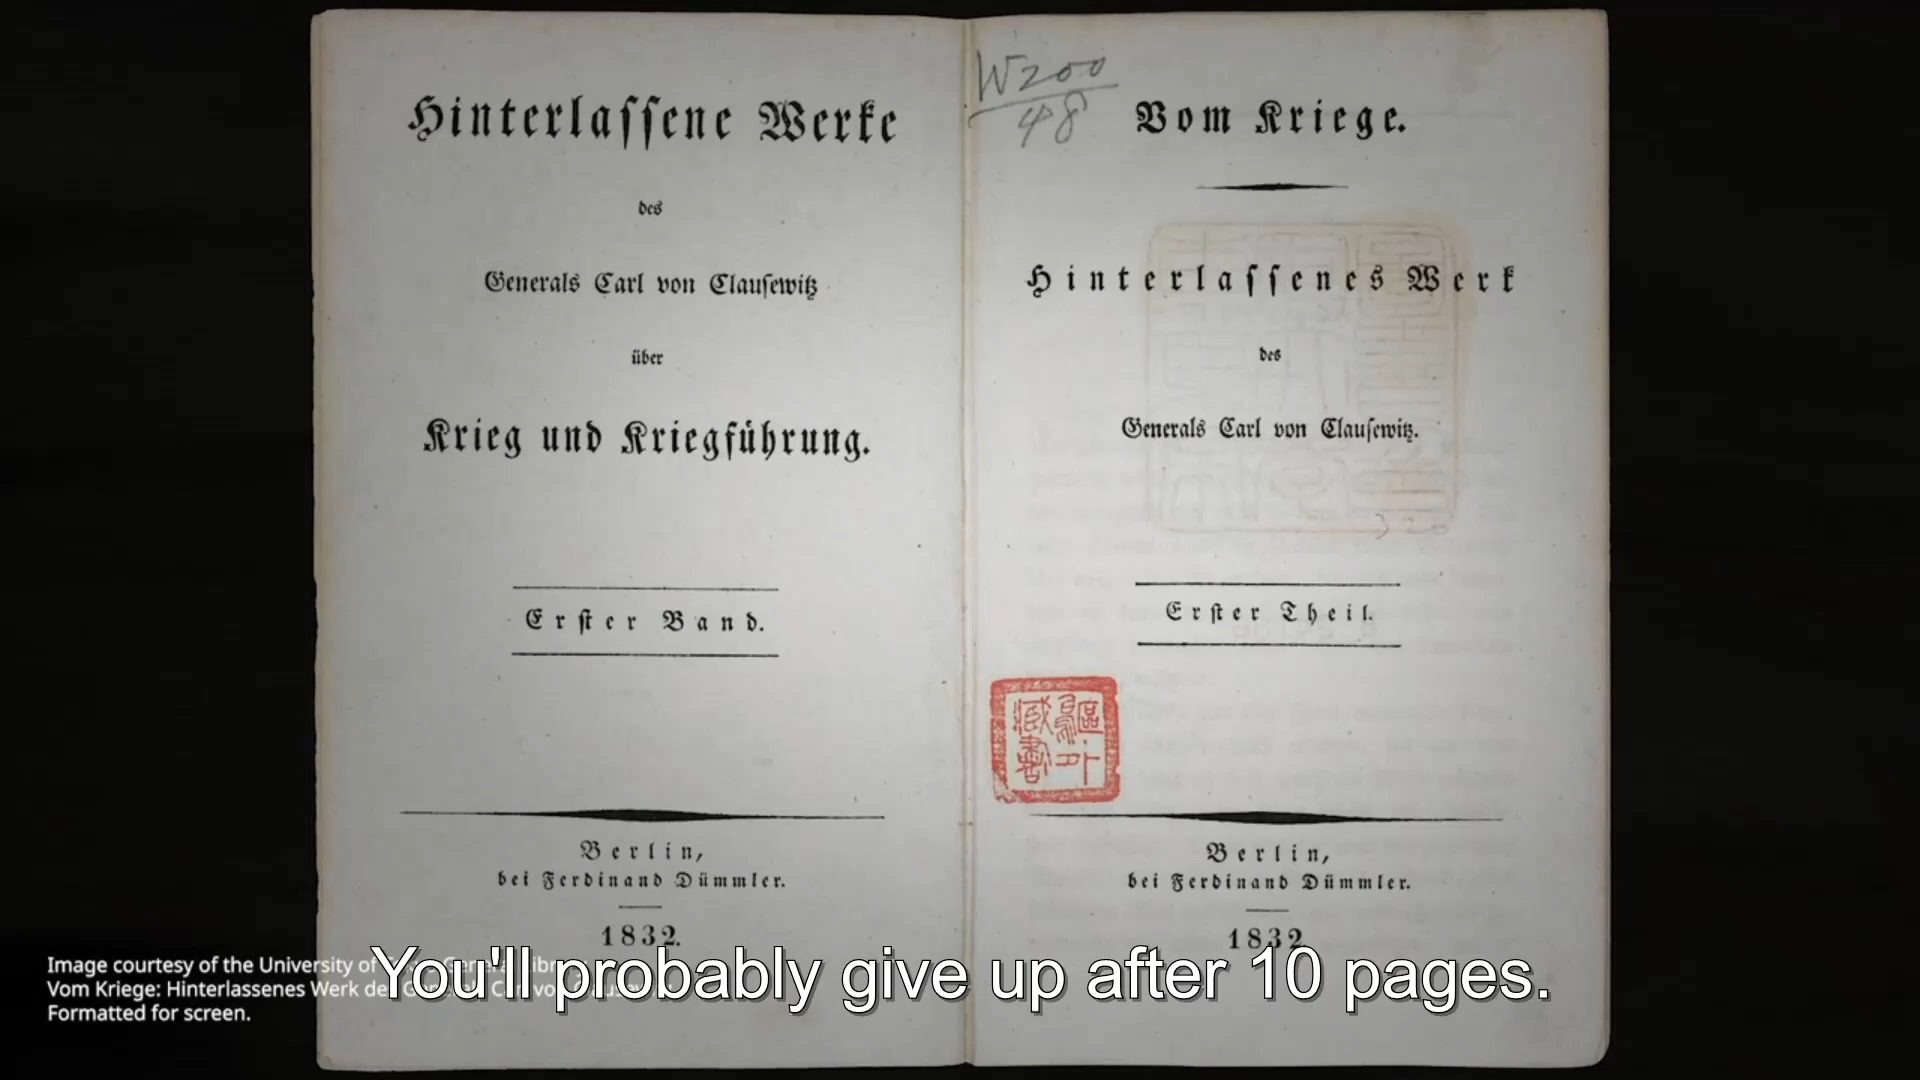 Hinterlassene Werke
des
Generals Carl von Clausewitz
über
Krieg und Kriegführung.
Erster Band.
Berlin,
bei Ferdinand Dümmler.
1832.
W200
48
Vom Kriege.
Hinterlassenes Werk
des
Generals Carl von Clausewitz.
320
Erster Theil.
Berlin,
bei Ferdinand Dümmler.
1832
Image courtesy of the University of
Vom Kriege: Hinterlassenes Werk des
Formatted for screen.
You'll probably give up after 10 pages.